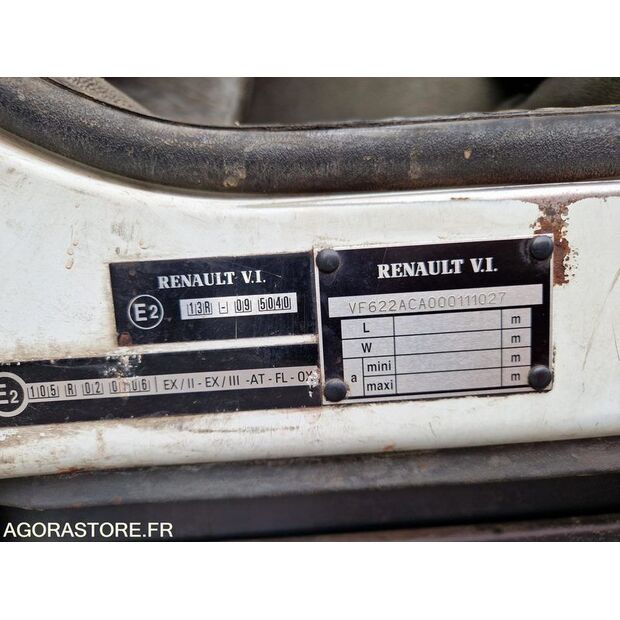 RENAULT V.I.
E2
13R - 09 5040
E2
105 R 02 0106 EX/II - EX/III - AT - FL - OX
RENAULT V.I.
VF622ACA000111027
L m
W m
a mini m
maxi m
AGORASTORE.FR